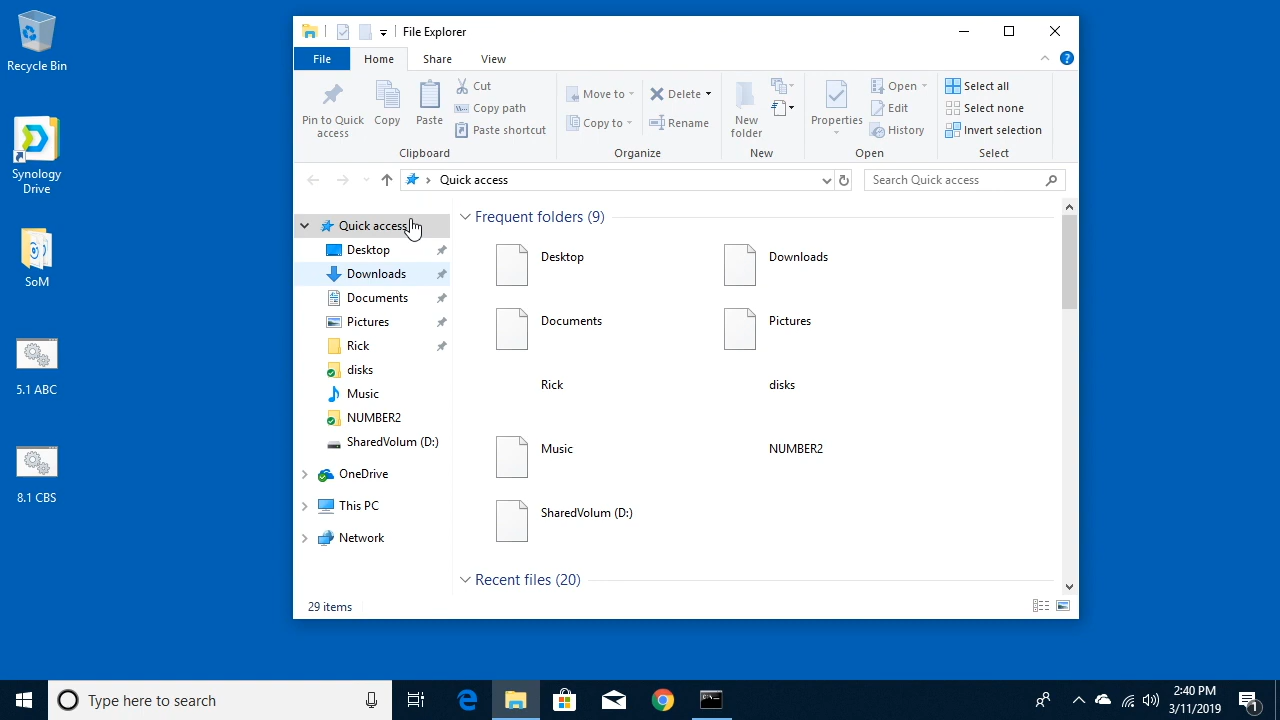 Recycle Bin
Synology
Drive
SoM
5.1 ABC
8.1 CBS
File Explorer
File
Home
Share
View
?
Pin to Quick
access
Copy
Paste
Cut
Copy path
Paste shortcut
Clipboard
Move to
Copy to
Delete
Rename
Organize
New
folder
New
Properties
Open
Edit
History
Open
Select all
Select none
Invert selection
Select
Quick access
Search Quick access
Quick access
Desktop
Downloads
Documents
Pictures
Rick
disks
Music
NUMBER2
SharedVolum (D:)
OneDrive
This PC
Network
Frequent folders (9)
Desktop
Downloads
Documents
Pictures
Rick
disks
Music
NUMBER2
SharedVolum (D:)
Recent files (20)
29 items
Type here to search
2:40 PM
3/11/2019
1